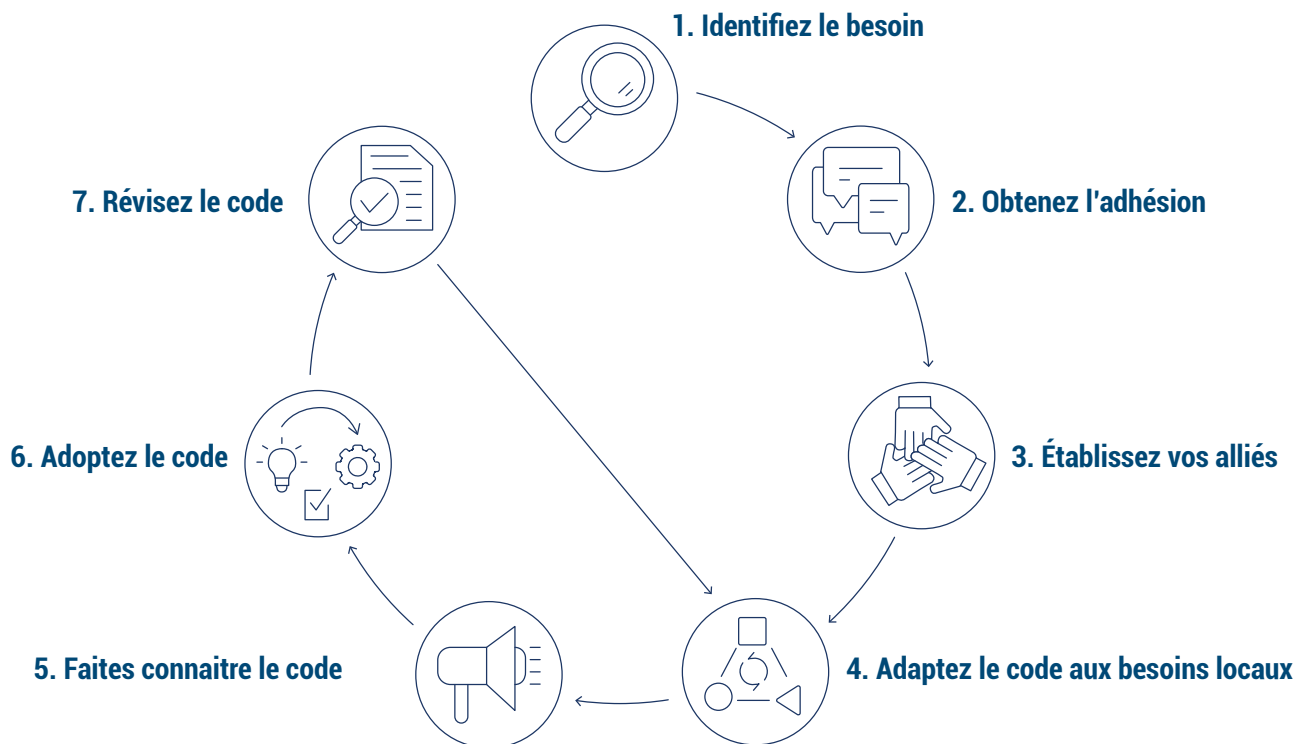 1. Identifiez le besoin
2. Obtenez l'adhésion
3. Établissez vos alliés
4. Adaptez le code aux besoins locaux
5. Faites connaitre le code
6. Adoptez le code
7. Révisez le code